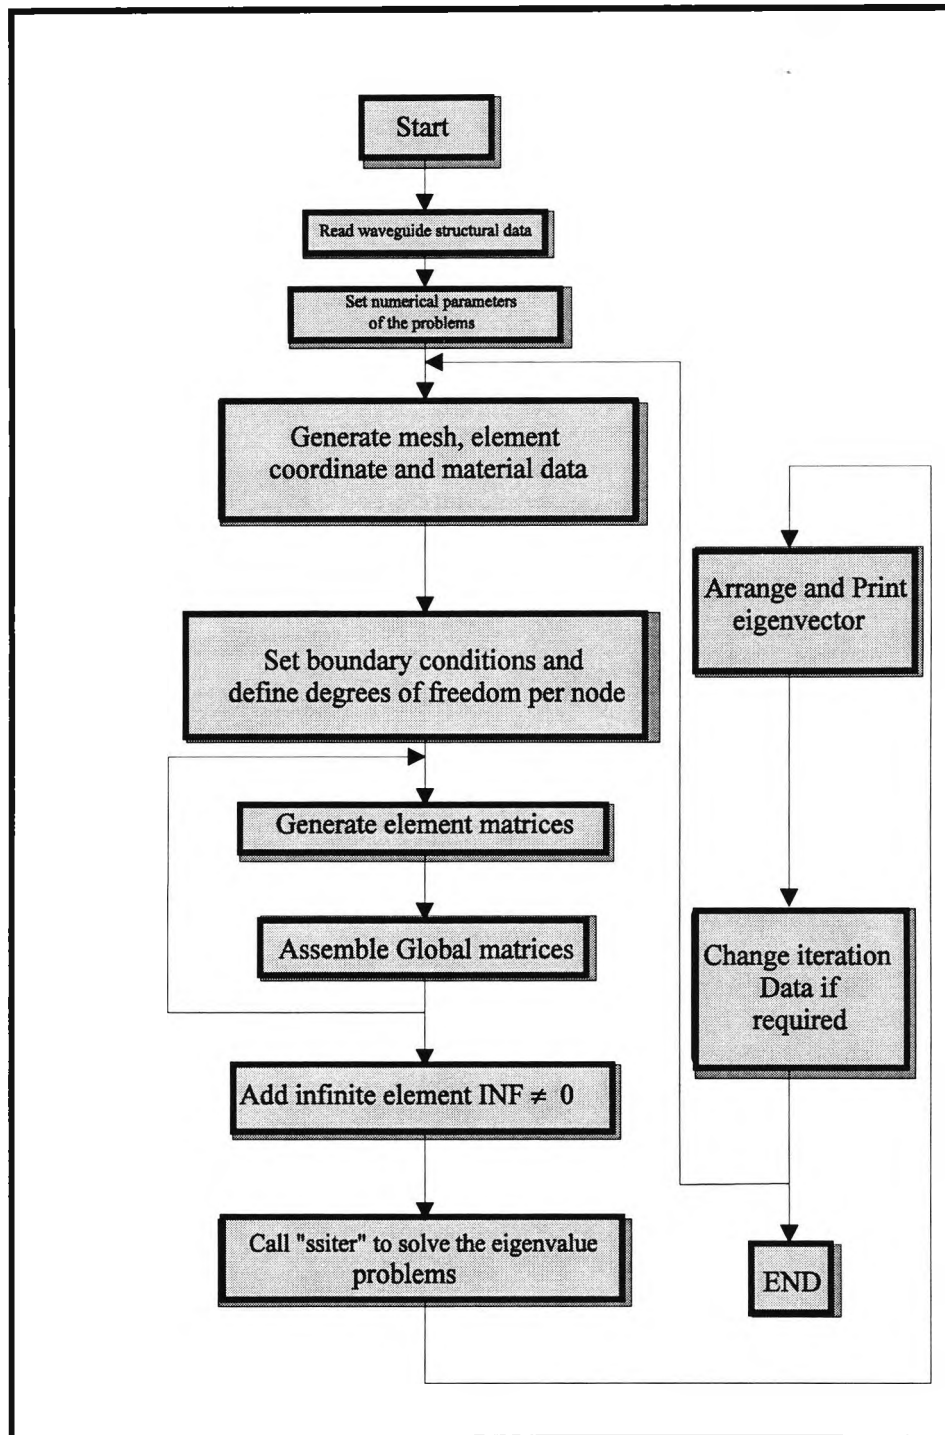 Start
Read waveguide structural data
Set numerical parameters
of the problems
Generate mesh, element
coordinate and material data
Set boundary conditions and
define degrees of freedom per node
Generate element matrices
Assemble Global matrices
Add infinite element INF ≠ 0
Call "ssiter" to solve the eigenvalue
problems
Arrange and Print
eigenvector
Change iteration
Data if
required
END